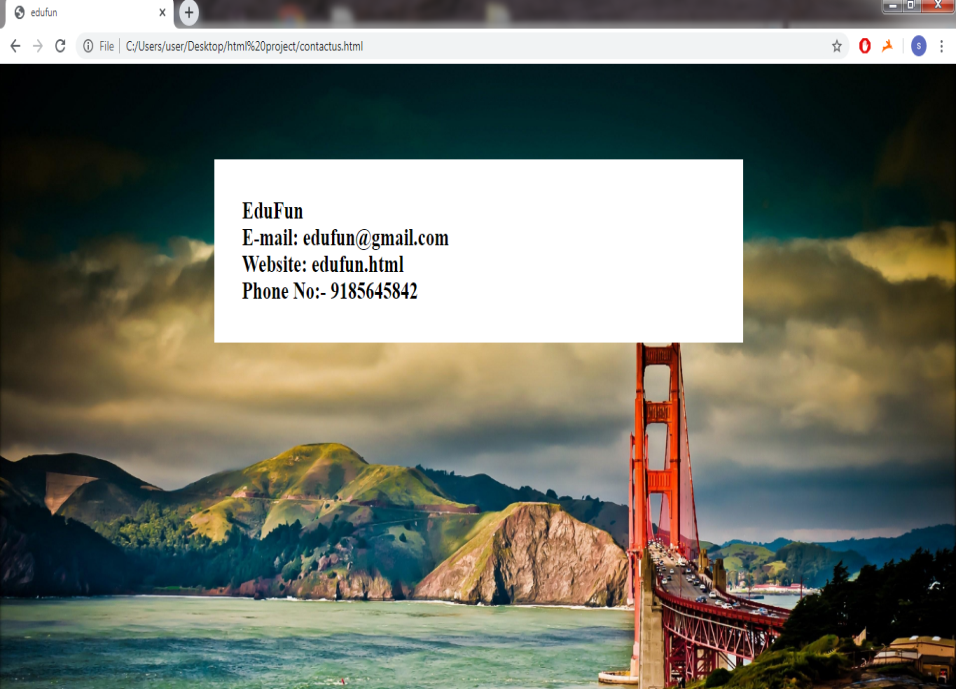 edufun
File C:/Users/user/Desktop/html%20project/contactus.html
S
EduFun
E-mail: edufun@gmail.com
Website: edufun.html
Phone No:- 9185645842